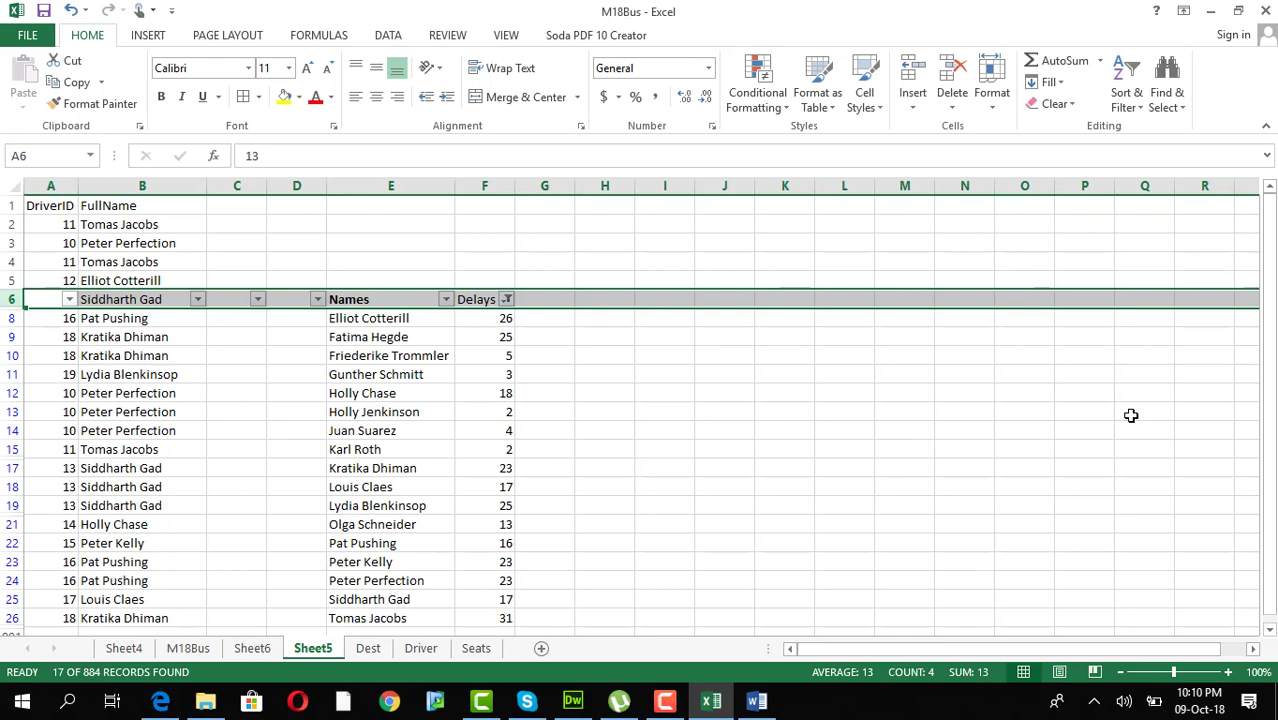 M18Bus - Excel
Sign in
FILE HOME INSERT PAGE LAYOUT FORMULAS DATA REVIEW VIEW Soda PDF 10 Creator
Paste Cut Copy Format Painter Clipboard
Calibri 11 B I U A Font
Wrap Text Merge & Center Alignment
General $ % , Number
Conditional Formatting Format as Table Cell Styles Styles
Insert Delete Format Cells
AutoSum Fill Clear Sort & Filter Find & Select Editing
A6 fx 13
A B C D E F G H I J K L M N O P Q R
1 DriverID FullName
2 11 Tomas Jacobs
3 10 Peter Perfection
4 11 Tomas Jacobs
5 12 Elliot Cotterill
6 Siddharth Gad Names Delays
8 16 Pat Pushing Elliot Cotterill 26
9 18 Kratika Dhiman Fatima Hegde 25
10 18 Kratika Dhiman Friederike Trommler 5
11 19 Lydia Blenkinsop Gunther Schmitt 3
12 10 Peter Perfection Holly Chase 18
13 10 Peter Perfection Holly Jenkinson 2
14 10 Peter Perfection Juan Suarez 4
15 11 Tomas Jacobs Karl Roth 2
17 13 Siddharth Gad Kratika Dhiman 23
18 13 Siddharth Gad Louis Claes 17
19 13 Siddharth Gad Lydia Blenkinsop 25
21 14 Holly Chase Olga Schneider 13
22 15 Peter Kelly Pat Pushing 16
23 16 Pat Pushing Peter Kelly 23
24 16 Pat Pushing Peter Perfection 23
25 17 Louis Claes Siddharth Gad 17
26 18 Kratika Dhiman Tomas Jacobs 31
Sheet4 M18Bus Sheet6 Sheet5 Dest Driver Seats
READY 17 OF 884 RECORDS FOUND AVERAGE: 13 COUNT: 4 SUM: 13 100%
10:10 PM
09-Oct-18